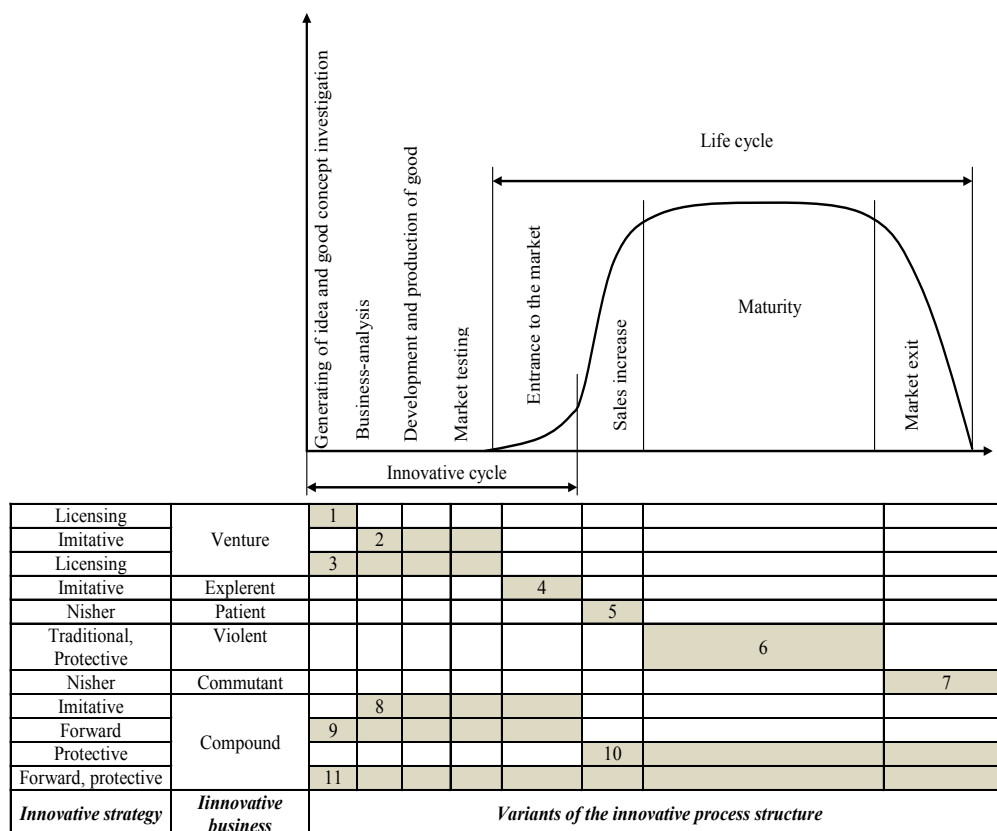 Generating of idea and good concept investigation
Business-analysis
Development and production of good
Market testing
Entrance to the market
Sales increase
Maturity
Market exit
Life cycle
Innovative cycle
Licensing
Venture
1
Imitative
2
Licensing
3
Imitative
Explerent
4
Nisher
Patient
5
Traditional,
Protective
Violent
6
Nisher
Commutant
7
Imitative
Compound
8
Forward
9
Protective
10
Forward, protective
11
Innovative strategy
Iinnovative
business
Variants of the innovative process structure